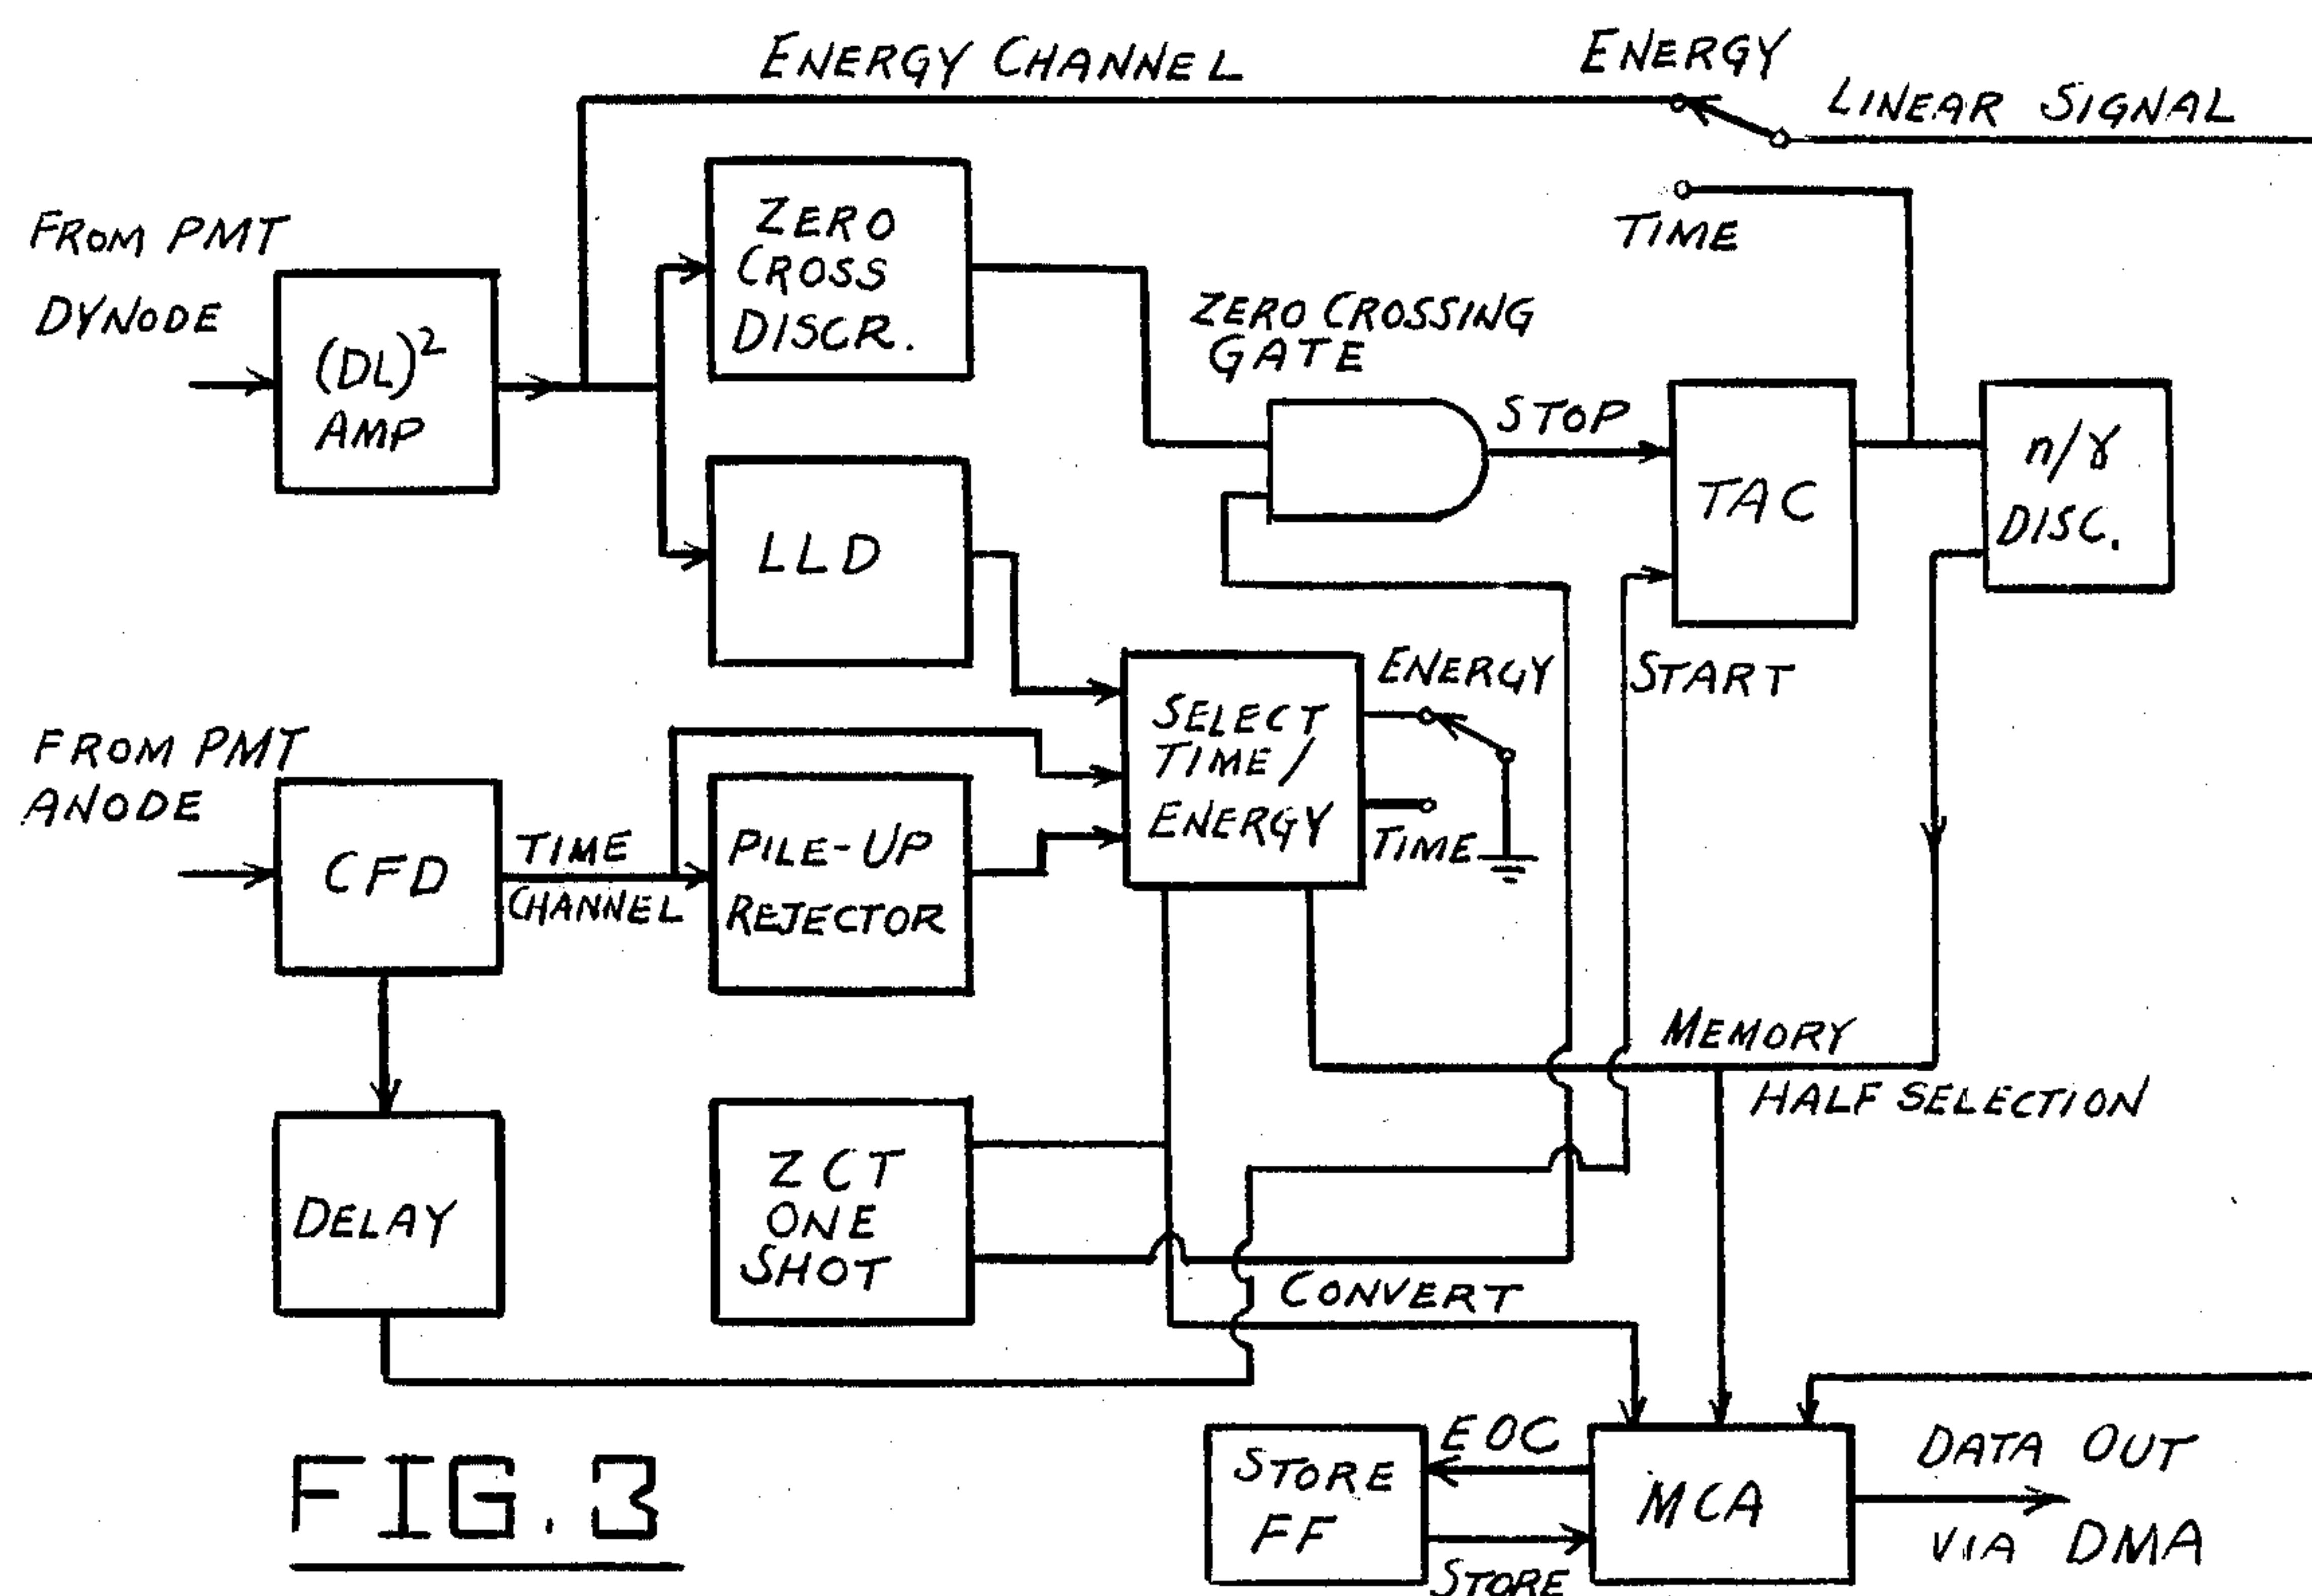 ENERGY CHANNEL
ENERGY
LINEAR SIGNAL
TIME
FROM PMT
DYNODE
(DL)²
AMP
ZERO
CROSS
DISCR.
ZERO CROSSING
GATE
STOP
TAC
n/γ
DISC.
LLD
START
FROM PMT
ANODE
CFD
TIME
CHANNEL
PILE-UP
REJECTOR
SELECT
TIME/
ENERGY
ENERGY
TIME
MEMORY
HALF SELECTION
DELAY
ZCT
ONE
SHOT
CONVERT
STORE
FF
EOC
STORE
MCA
DATA OUT
VIA DMA
FIG. 3